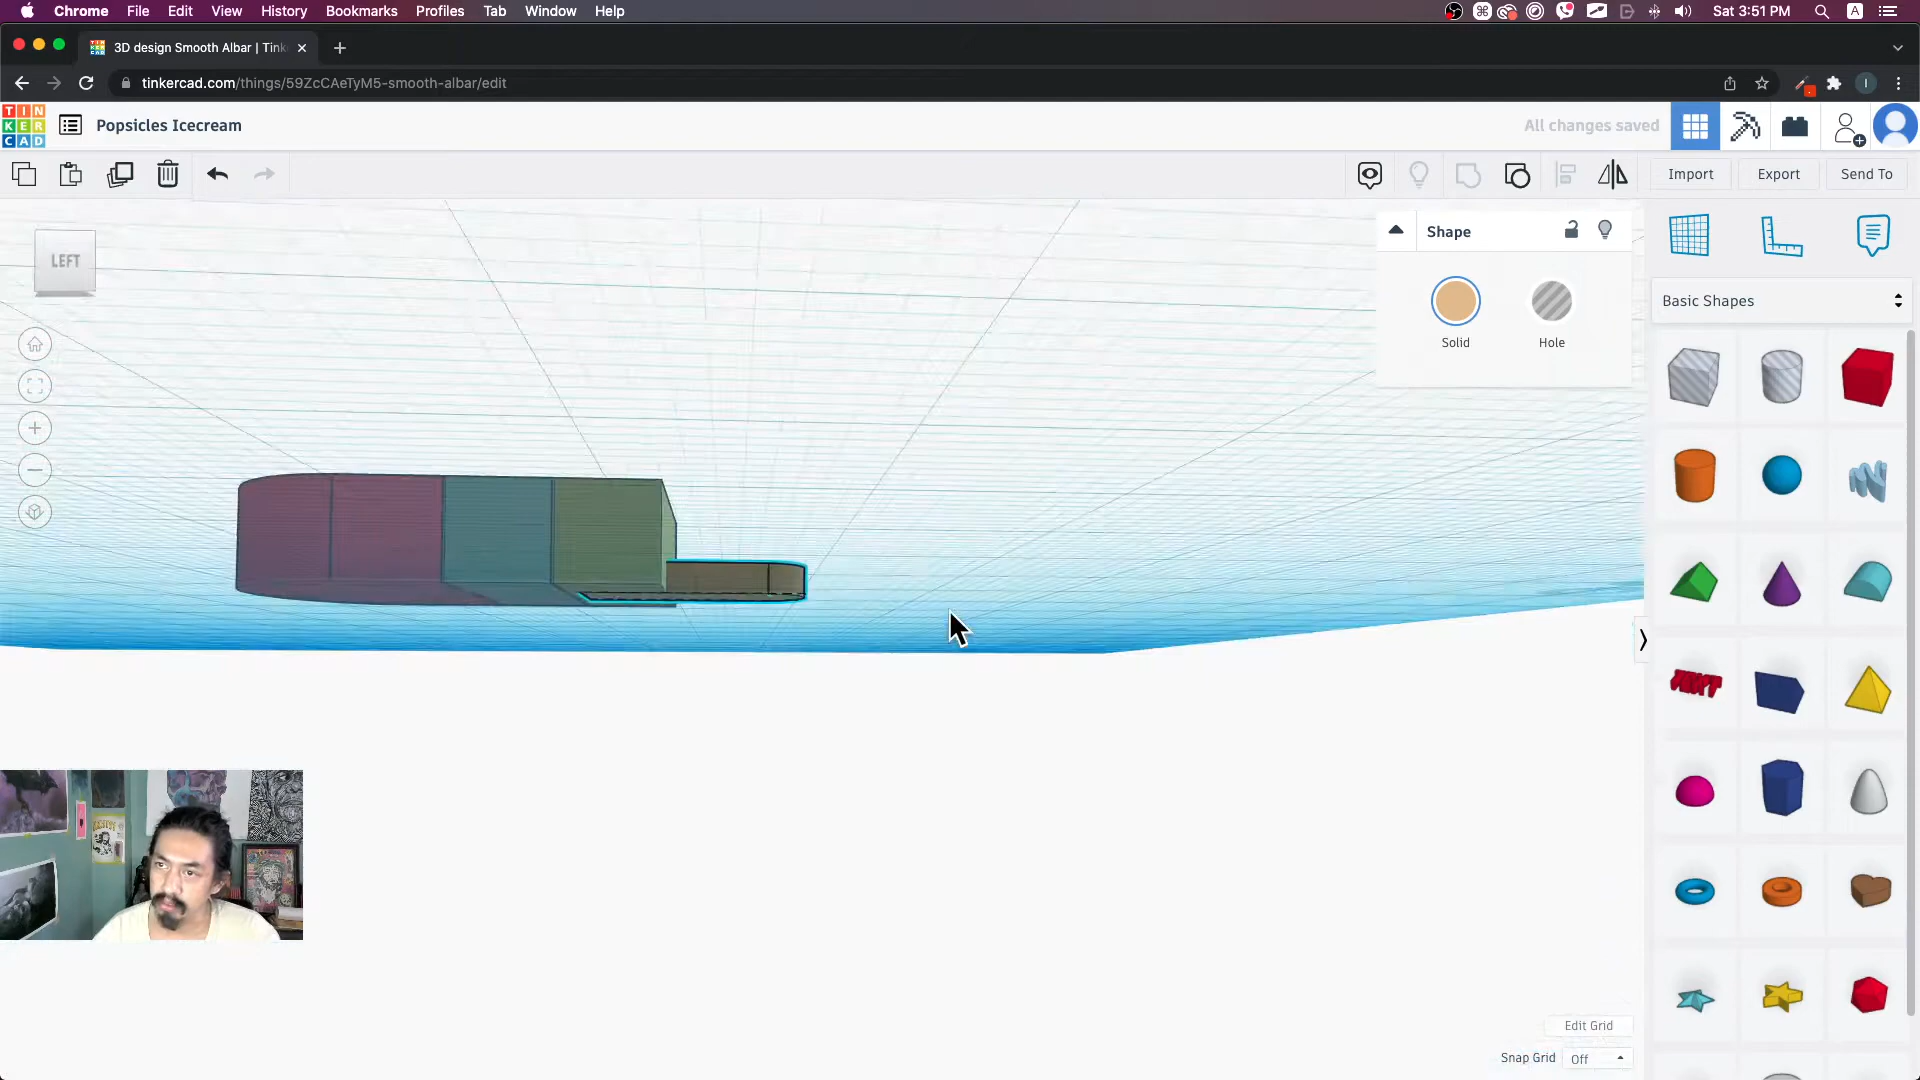 Chrome File Edit View History Bookmarks Profiles Tab Window Help Sat 3:51 PM A
3D design Smooth Albar | Tink
tinkercad.com/things/59ZcCAeTyM5-smooth-albar/edit I
TIN
KER
CAD
Popsicles Icecream
All changes saved
Import Export Send To
LEFT
Shape
Solid Hole
Basic Shapes
TEXT
Edit Grid
Snap Grid Off